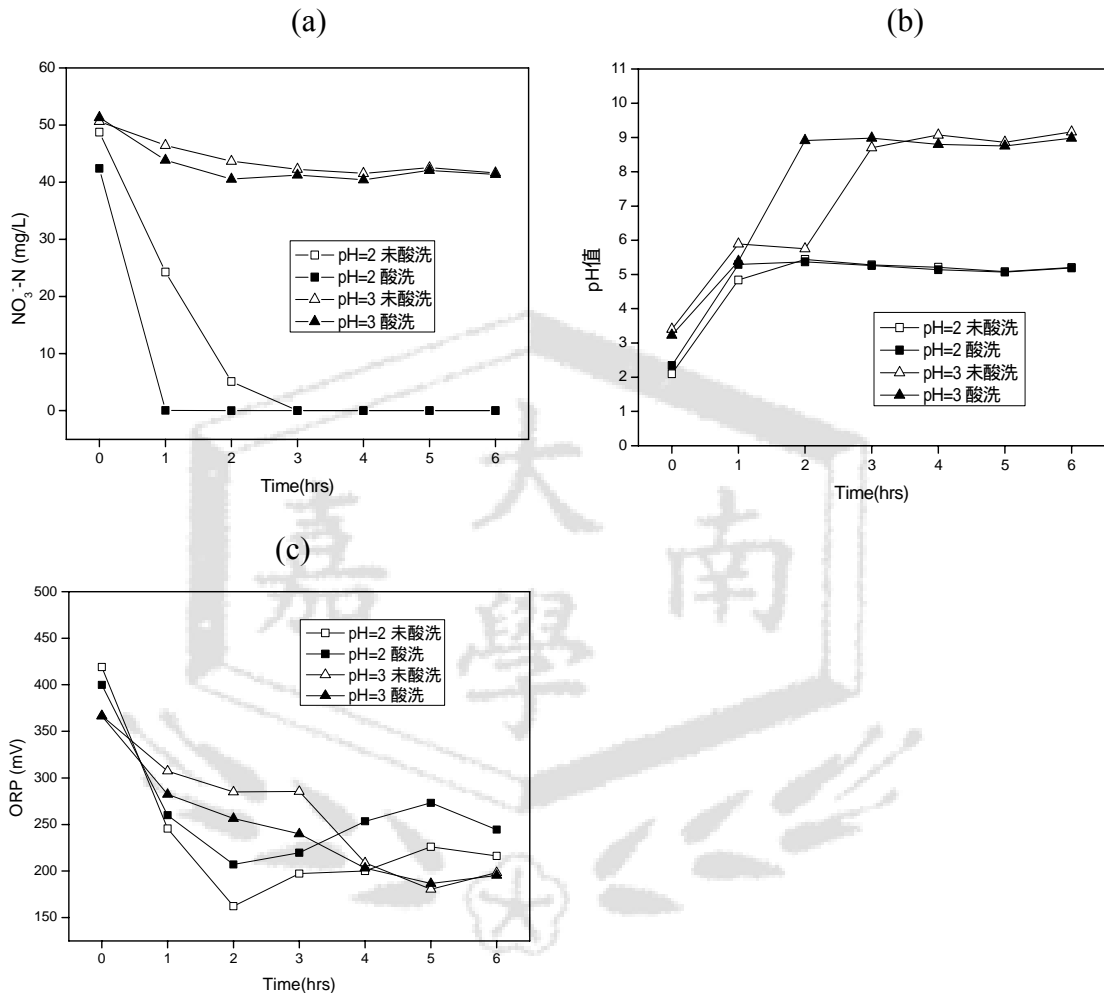 (a)
60
50
40
30
20
10
0
NO₃⁻-N (mg/L)
pH=2 未酸洗
pH=2 酸洗
pH=3 未酸洗
pH=3 酸洗
0 1 2 3 4 5 6
Time(hrs)
(b)
11
10
9
8
7
6
5
4
3
2
1
0
pH值
pH=2 未酸洗
pH=2 酸洗
pH=3 未酸洗
pH=3 酸洗
0 1 2 3 4 5 6
Time(hrs)
(c)
500
450
400
350
300
250
200
150
ORP (mV)
pH=2 未酸洗
pH=2 酸洗
pH=3 未酸洗
pH=3 酸洗
0 1 2 3 4 5 6
Time(hrs)
大
嘉 南
學